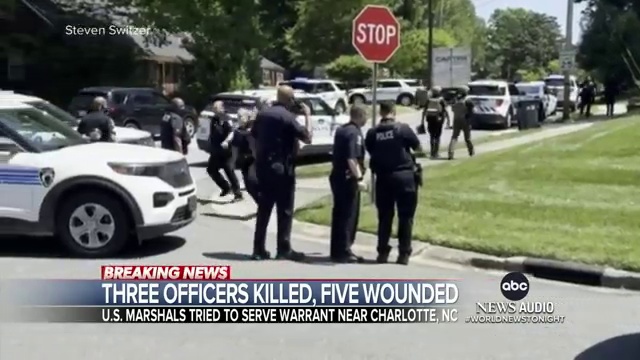 Steven Switzer
STOP
POLICE
BREAKING NEWS
THREE OFFICERS KILLED, FIVE WOUNDED
U.S. MARSHALS TRIED TO SERVE WARRANT NEAR CHARLOTTE, NC
abc
NEWS AUDIO
#WORLDNEWSTONIGHT